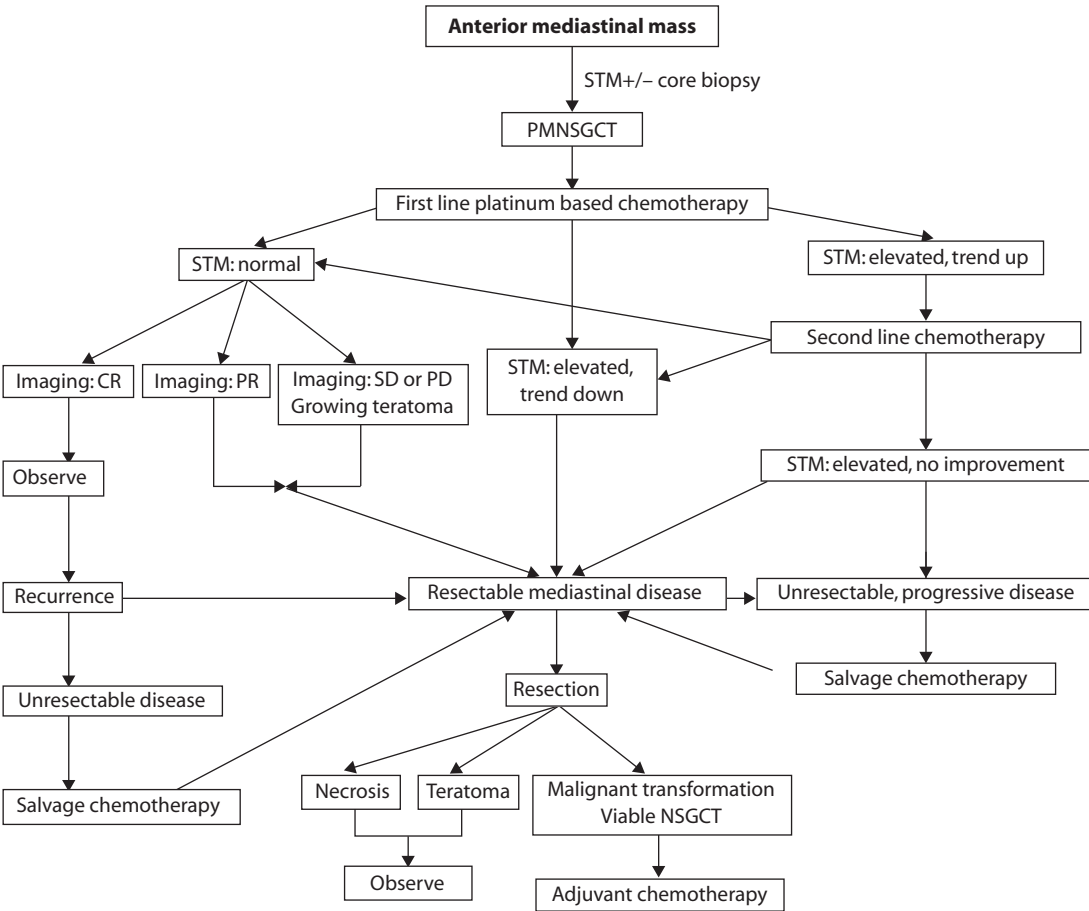 Anterior mediastinal mass
STM+/– core biopsy
PMNSGCT
First line platinum based chemotherapy
STM: normal
STM: elevated, trend up
Second line chemotherapy
Imaging: CR
Imaging: PR
Imaging: SD or PD
Growing teratoma
STM: elevated,
trend down
STM: elevated, no improvement
Observe
Recurrence
Resectable mediastinal disease
Unresectable, progressive disease
Salvage chemotherapy
Resection
Unresectable disease
Salvage chemotherapy
Necrosis
Teratoma
Malignant transformation
Viable NSGCT
Observe
Adjuvant chemotherapy